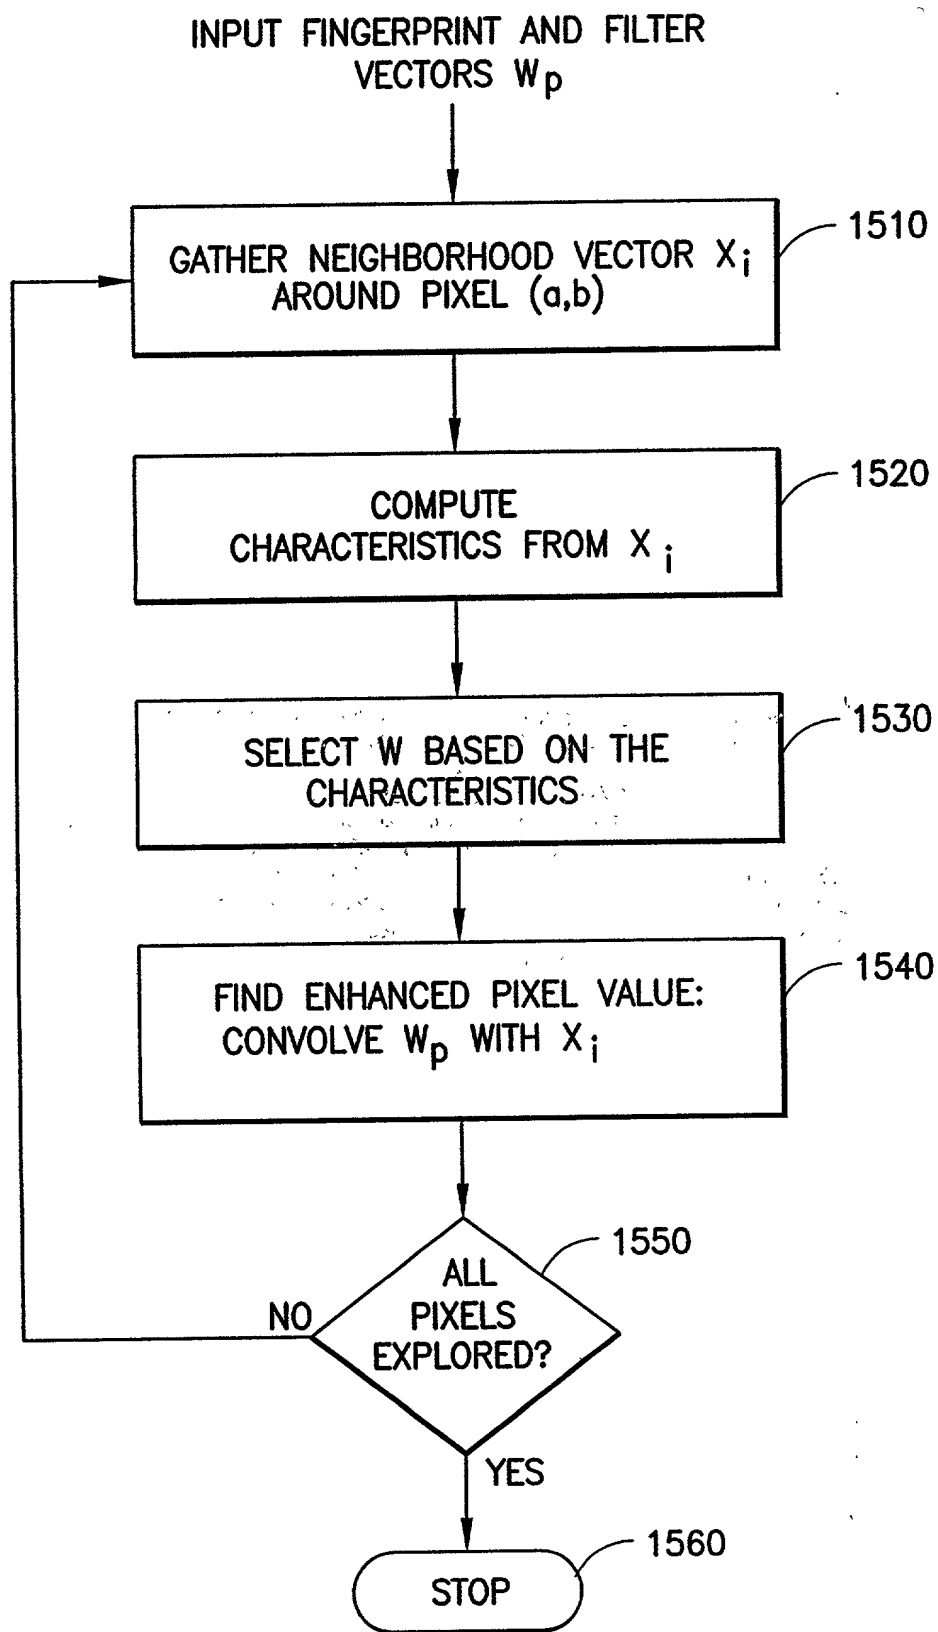 INPUT FINGERPRINT AND FILTER
VECTORS Wp
1510
GATHER NEIGHBORHOOD VECTOR Xi
AROUND PIXEL (a,b)
1520
COMPUTE
CHARACTERISTICS FROM Xi
1530
SELECT W BASED ON THE
CHARACTERISTICS
1540
FIND ENHANCED PIXEL VALUE:
CONVOLVE Wp WITH Xi
1550
ALL
PIXELS
EXPLORED?
NO
YES
1560
STOP